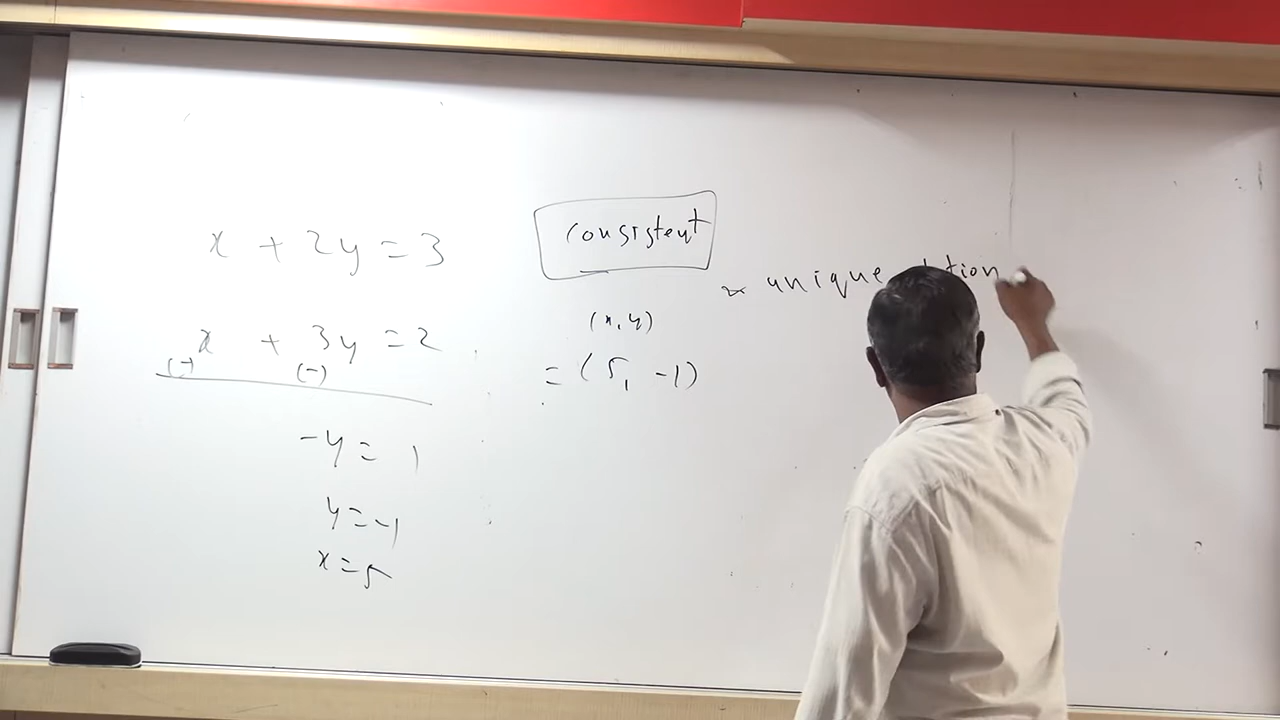 x + 2y = 3
x + 3y = 2
(-) (-)
-y = 1
y = -1
x = 5
consistent
(x, y)
= (5, -1)
unique